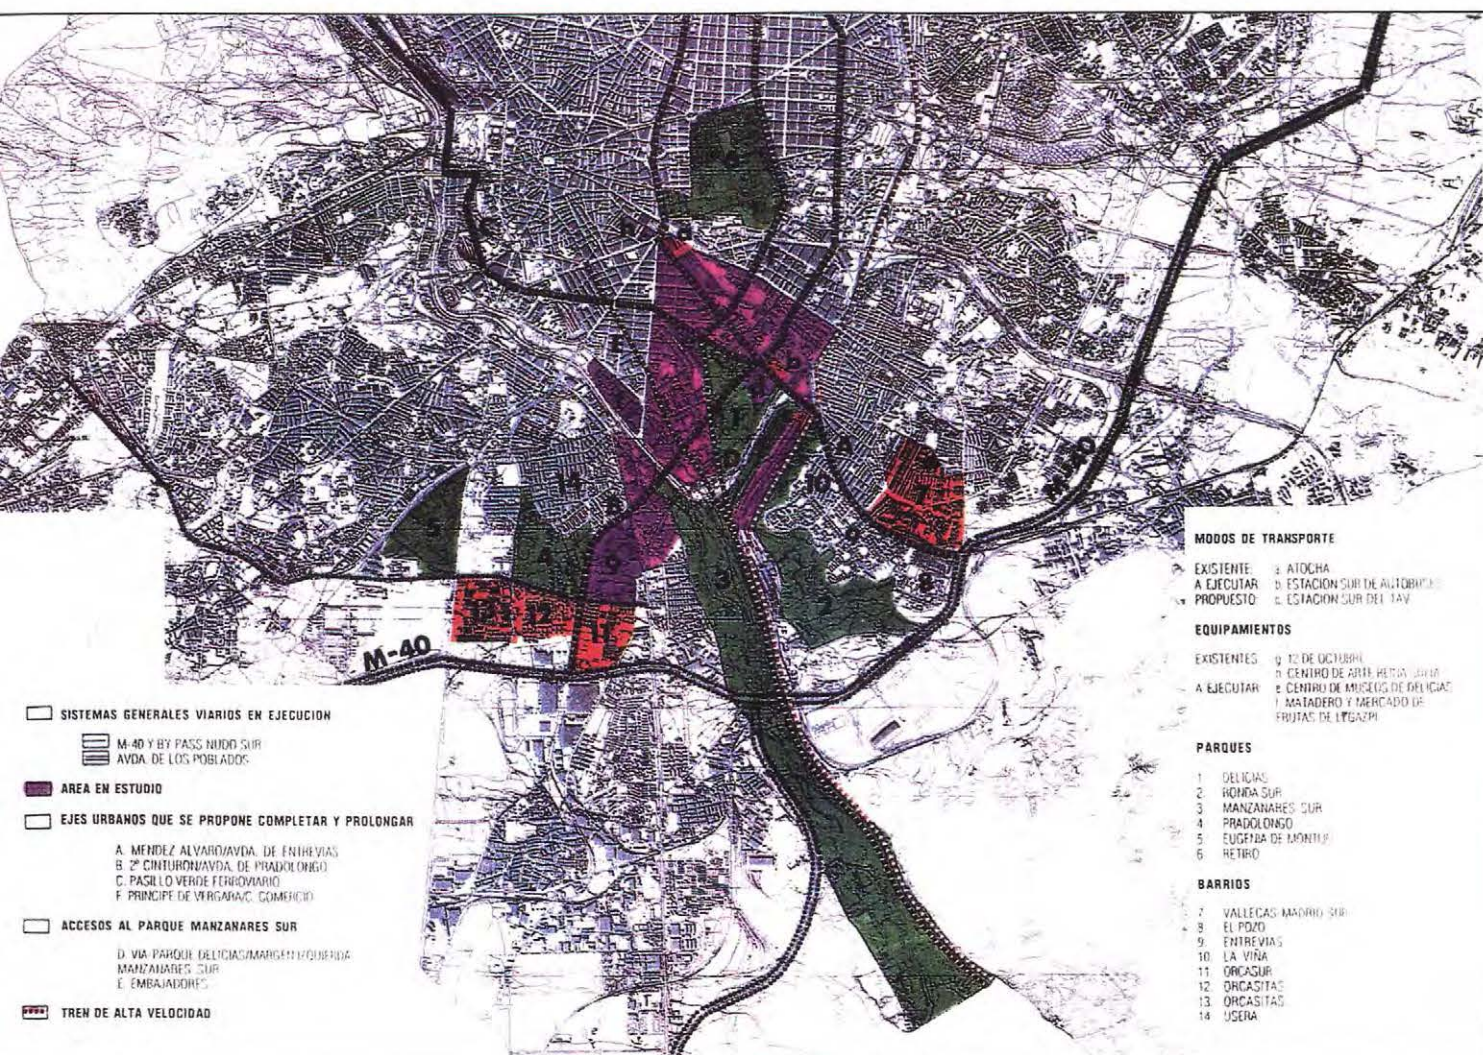 M-40
M-40
SISTEMAS GENERALES VIARIOS EN EJECUCION
M-40 Y BY PASS NUDO SUR
AVDA. DE LOS POBLADOS
AREA EN ESTUDIO
EJES URBANOS QUE SE PROPONE COMPLETAR Y PROLONGAR
A. MENDEZ ALVARO/AVDA. DE ENTREVIAS
B. 2º CINTURON/AVDA. DE PRADOLONGO
C. PASILLO VERDE FERROVIARIO
F. PRINCIPE DE VERGARA/C. COMERCIO
ACCESOS AL PARQUE MANZANARES SUR
D. VIA-PARQUE DELICIAS/MARGEN IZQUIERDA
MANZANARES SUR
E. EMBAJADORES
TREN DE ALTA VELOCIDAD
MODOS DE TRANSPORTE
EXISTENTE a. ATOCHA
A EJECUTAR b. ESTACION SUR DE AUTOBUSES
PROPUESTO c. ESTACION SUR DEL TAV
EQUIPAMIENTOS
EXISTENTES g. 12 DE OCTUBRE
h. CENTRO DE ARTE REINA SOFIA
A EJECUTAR e. CENTRO DE MUSEOS DE DELICIAS
f. MATADERO Y MERCADO DE
FRUTAS DE LEGAZPI
PARQUES
1 DELICIAS
2. RONDA SUR
3 MANZANARES SUR
4 PRADOLONGO
5 EUGENIA DE MONTIJO
6 RETIRO
BARRIOS
7 VALLECAS-MADRID SUR
8 EL POZO
9. ENTREVIAS
10. LA VIÑA
11 ORCASUR
12 ORCASITAS
13 ORCASITAS
14 USERA